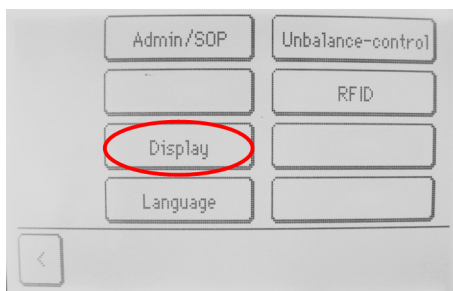 Admin/SOP
Unbalance-control
RFID
Display
Language
<